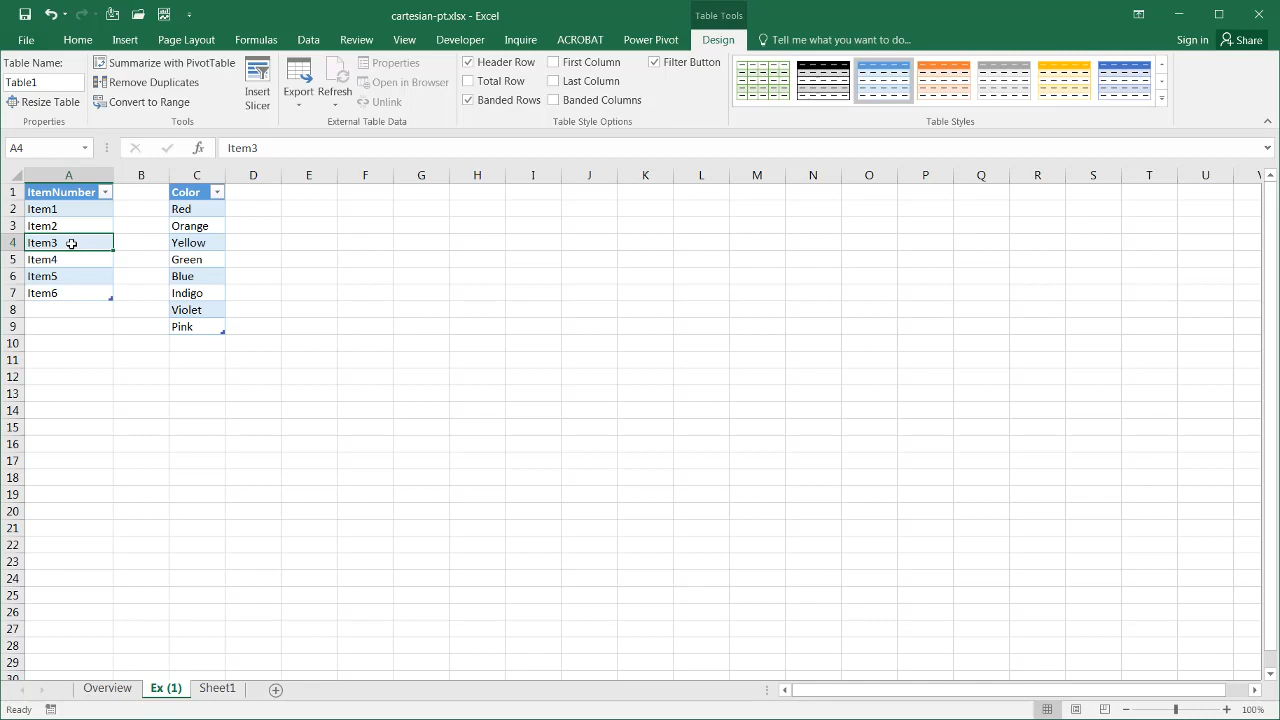 cartesian-pt.xlsx - Excel
Table Tools
File Home Insert Page Layout Formulas Data Review View Developer Inquire ACROBAT Power Pivot Design Tell me what you want to do... Sign in Share
Table Name:
Table1
Resize Table
Properties
Summarize with PivotTable
Remove Duplicates
Convert to Range
Insert Slicer
Tools
Export Refresh
Properties
Open in Browser
Unlink
External Table Data
Header Row First Column Filter Button
Total Row Last Column
Banded Rows Banded Columns
Table Style Options
Table Styles
A4 fx Item3
A B C D E F G H I J K L M N O P Q R S T U
1 ItemNumber Color
2 Item1 Red
3 Item2 Orange
4 Item3 Yellow
5 Item4 Green
6 Item5 Blue
7 Item6 Indigo
8 Violet
9 Pink
10
11
12
13
14
15
16
17
18
19
20
21
22
23
24
25
26
27
28
29
Overview Ex (1) Sheet1
Ready 100%